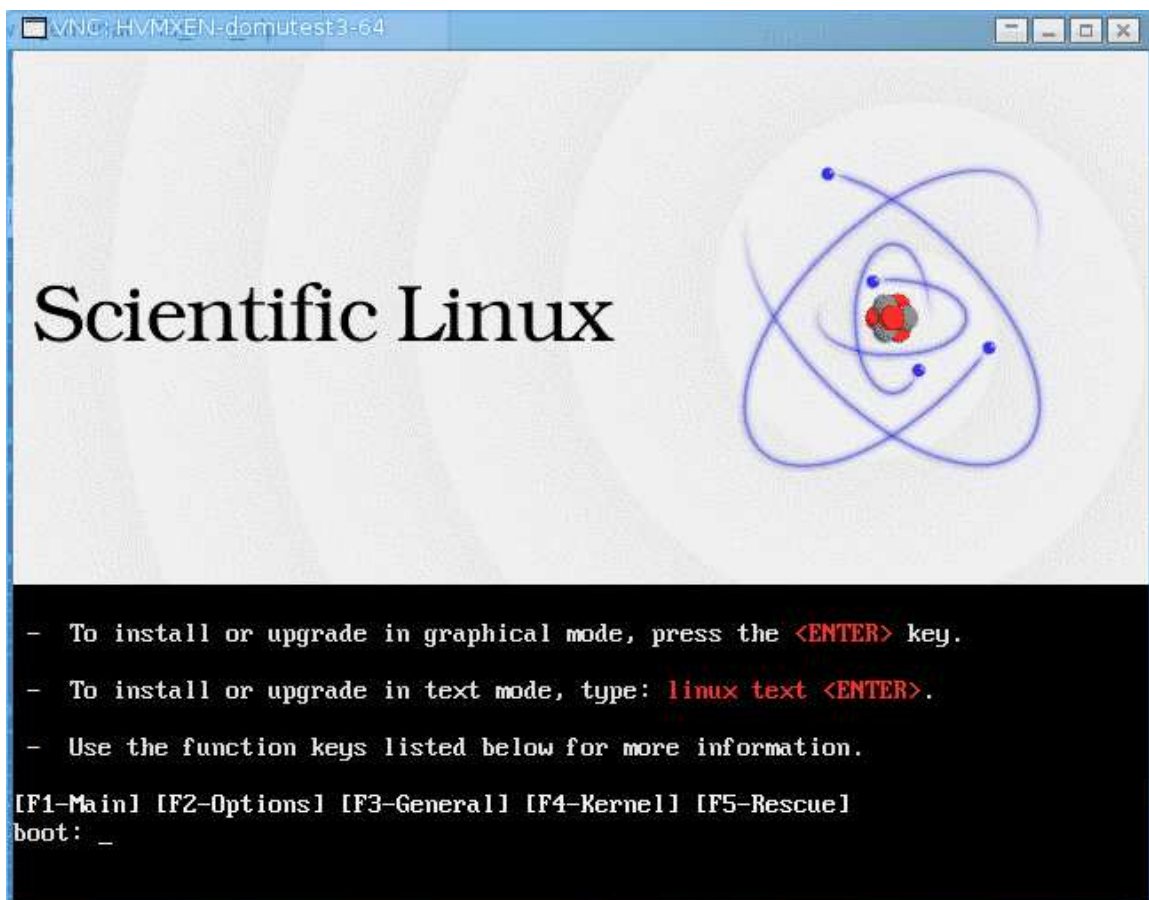 VNC: HVMXEN-domutest3-64
Scientific Linux
- To install or upgrade in graphical mode, press the <ENTER> key.
- To install or upgrade in text mode, type: linux text <ENTER>.
- Use the function keys listed below for more information.
[F1-Main] [F2-Options] [F3-General] [F4-Kernel] [F5-Rescue]
boot: _